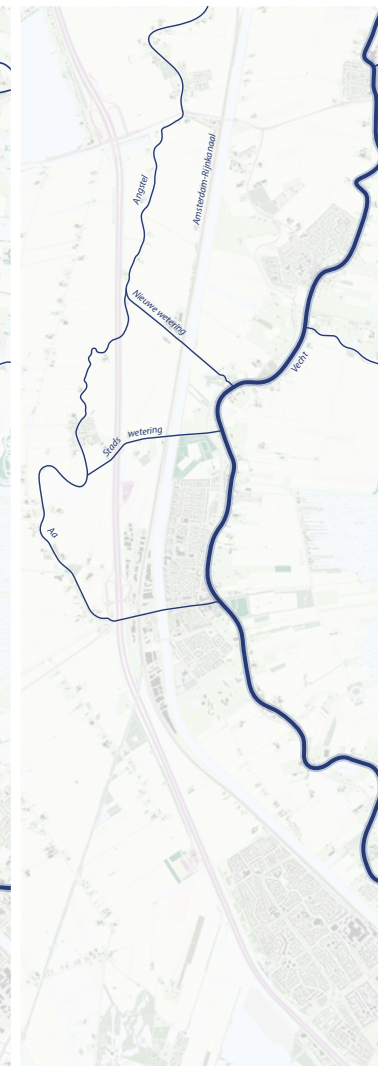 Angstel
Amsterdam-Rijnkanaal
Nieuwe wetering
Vecht
Stads wetering
Aa